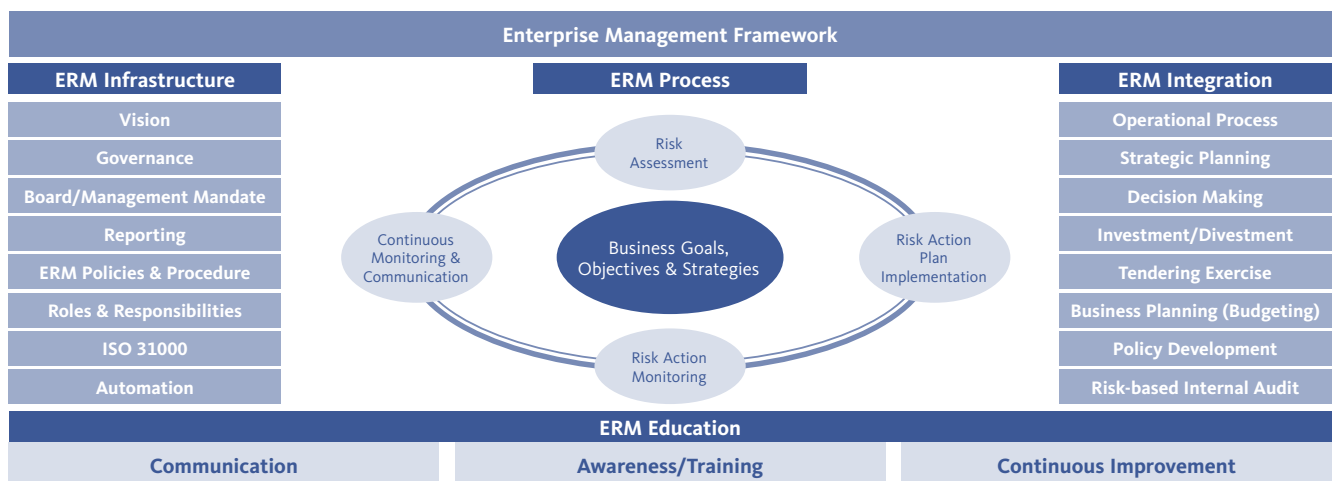 Enterprise Management Framework
ERM Infrastructure
Vision
Governance
Board/Management Mandate
Reporting
ERM Policies & Procedure
Roles & Responsibilities
ISO 31000
Automation
ERM Process
Risk
Assessment
Continuous
Monitoring &
Communication
Business Goals,
Objectives & Strategies
Risk Action
Plan
Implementation
Risk Action
Monitoring
ERM Integration
Operational Process
Strategic Planning
Decision Making
Investment/Divestment
Tendering Exercise
Business Planning (Budgeting)
Policy Development
Risk-based Internal Audit
ERM Education
Communication
Awareness/Training
Continuous Improvement